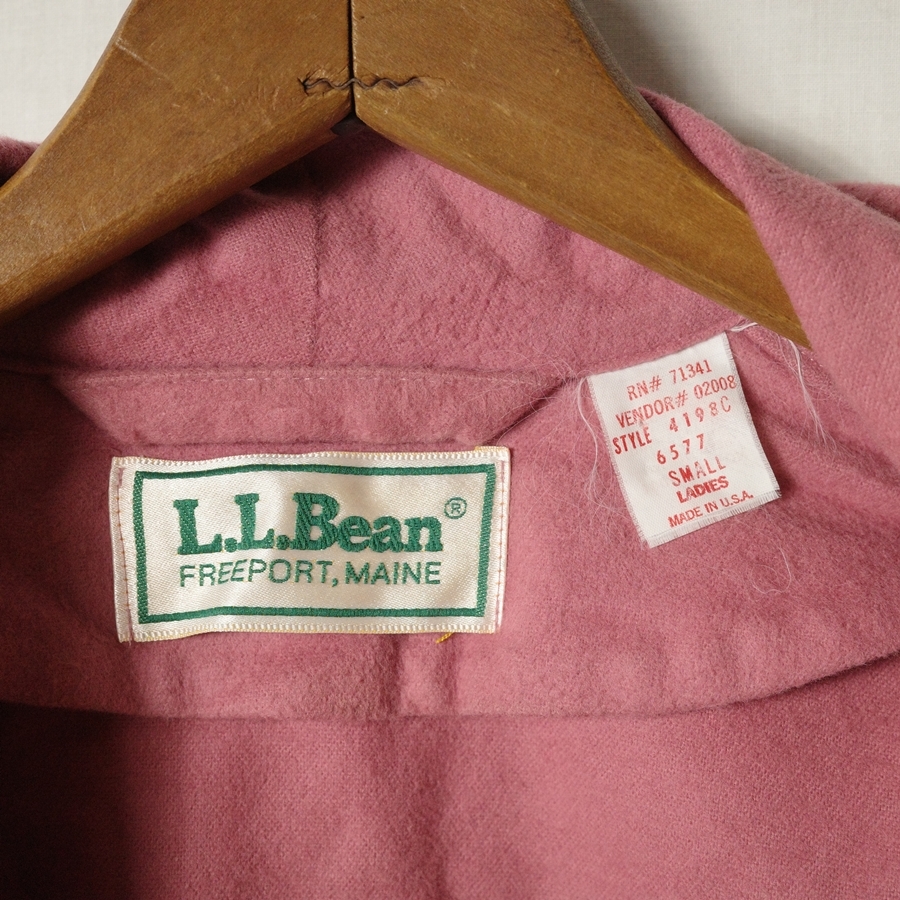 L.L.Bean®
FREEPORT, MAINE
RN# 71341
VENDOR# 02008
STYLE 4198C
6577
SMALL
LADIES
MADE IN U.S.A.